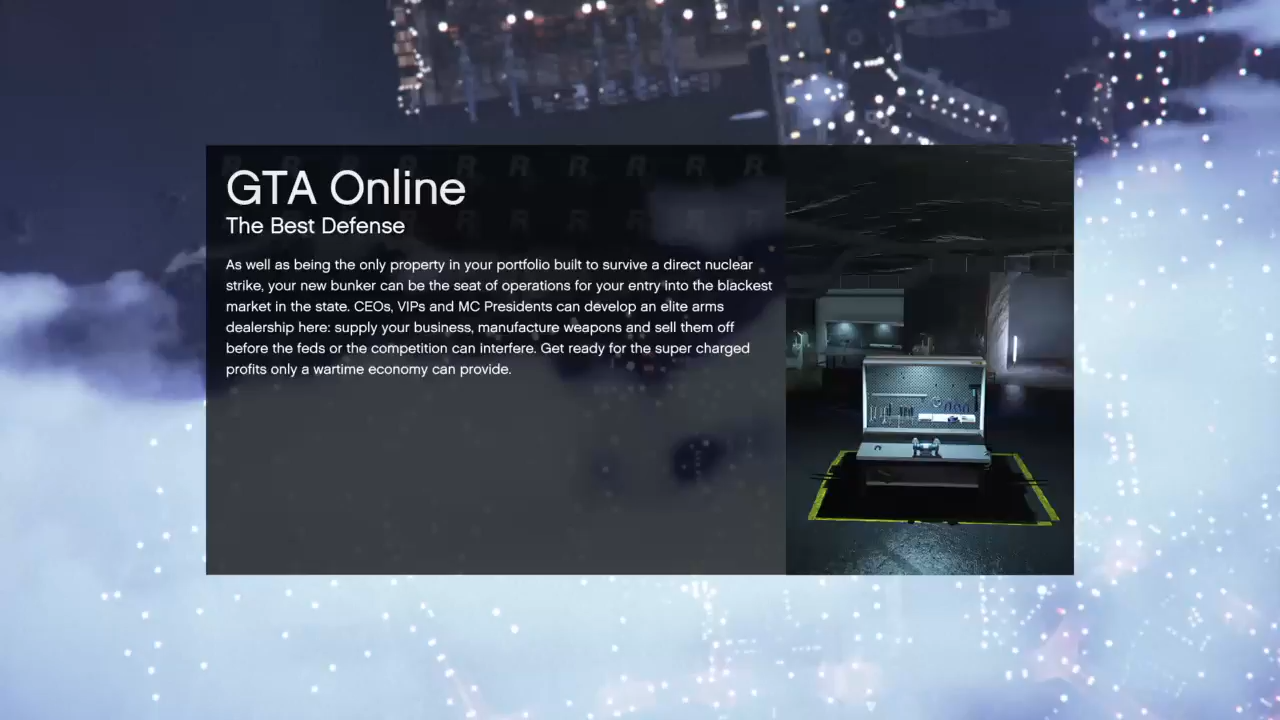 GTA Online
The Best Defense
As well as being the only property in your portfolio built to survive a direct nuclear
strike, your new bunker can be the seat of operations for your entry into the blackest
market in the state. CEOs, VIPs and MC Presidents can develop an elite arms
dealership here: supply your business, manufacture weapons and sell them off
before the feds or the competition can interfere. Get ready for the super charged
profits only a wartime economy can provide.